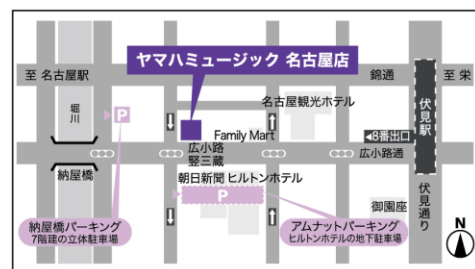 ヤマハミュージック 名古屋店
至 名古屋駅
錦通
至 栄
堀川
P
名古屋観光ホテル
伏見駅
Family Mart
◀8番出口
広小路
竪三蔵
広小路通
納屋橋
朝日新聞 ヒルトンホテル
P
伏見通り
御園座
納屋橋パーキング
7階建の立体駐車場
アムナットパーキング
ヒルトンホテルの地下駐車場
N